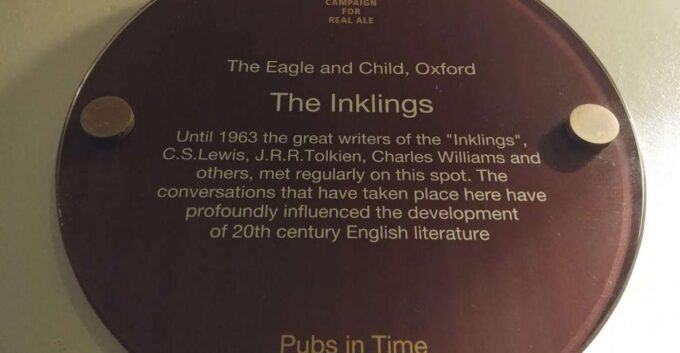 CAMPAIGN
FOR
REAL ALE
The Eagle and Child, Oxford
The Inklings
Until 1963 the great writers of the "Inklings",
C.S.Lewis, J.R.R.Tolkien, Charles Williams and
others, met regularly on this spot. The
conversations that have taken place here have
profoundly influenced the development
of 20th century English literature
Pubs in Time